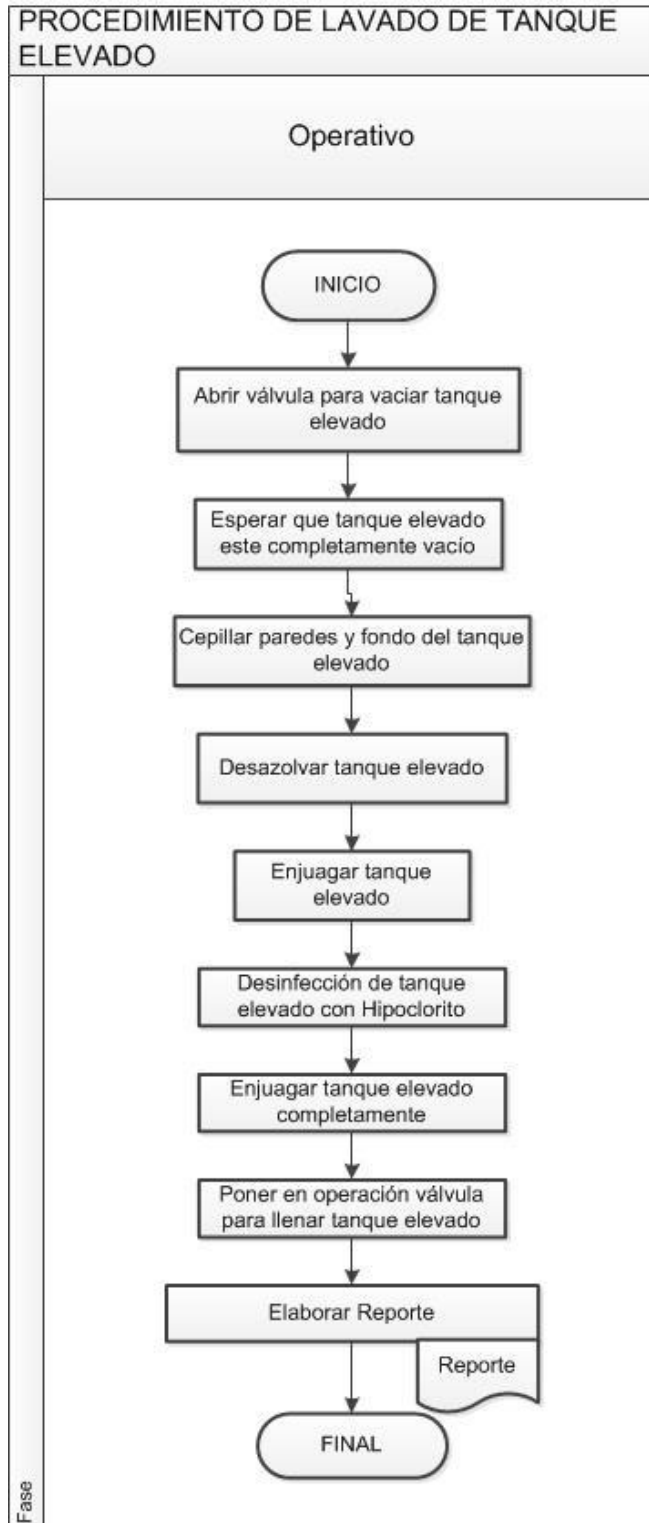 PROCEDIMIENTO DE LAVADO DE TANQUE
ELEVADO
Operativo
INICIO
Abrir válvula para vaciar tanque
elevado
Esperar que tanque elevado
este completamente vacío
Cepillar paredes y fondo del tanque
elevado
Desazolvar tanque elevado
Enjuagar tanque
elevado
Desinfección de tanque
elevado con Hipoclorito
Enjuagar tanque elevado
completamente
Poner en operación válvula
para llenar tanque elevado
Elaborar Reporte
Reporte
FINAL
Fase